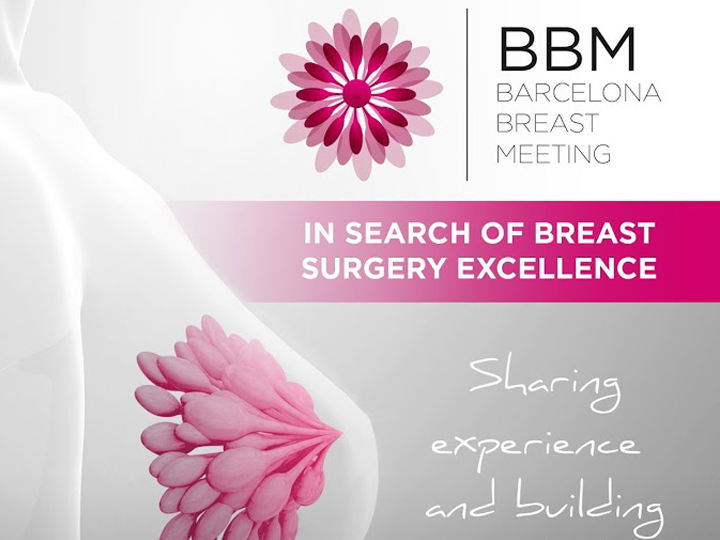 BBM
BARCELONA
BREAST
MEETING
IN SEARCH OF BREAST
SURGERY EXCELLENCE
Sharing
experience
and building